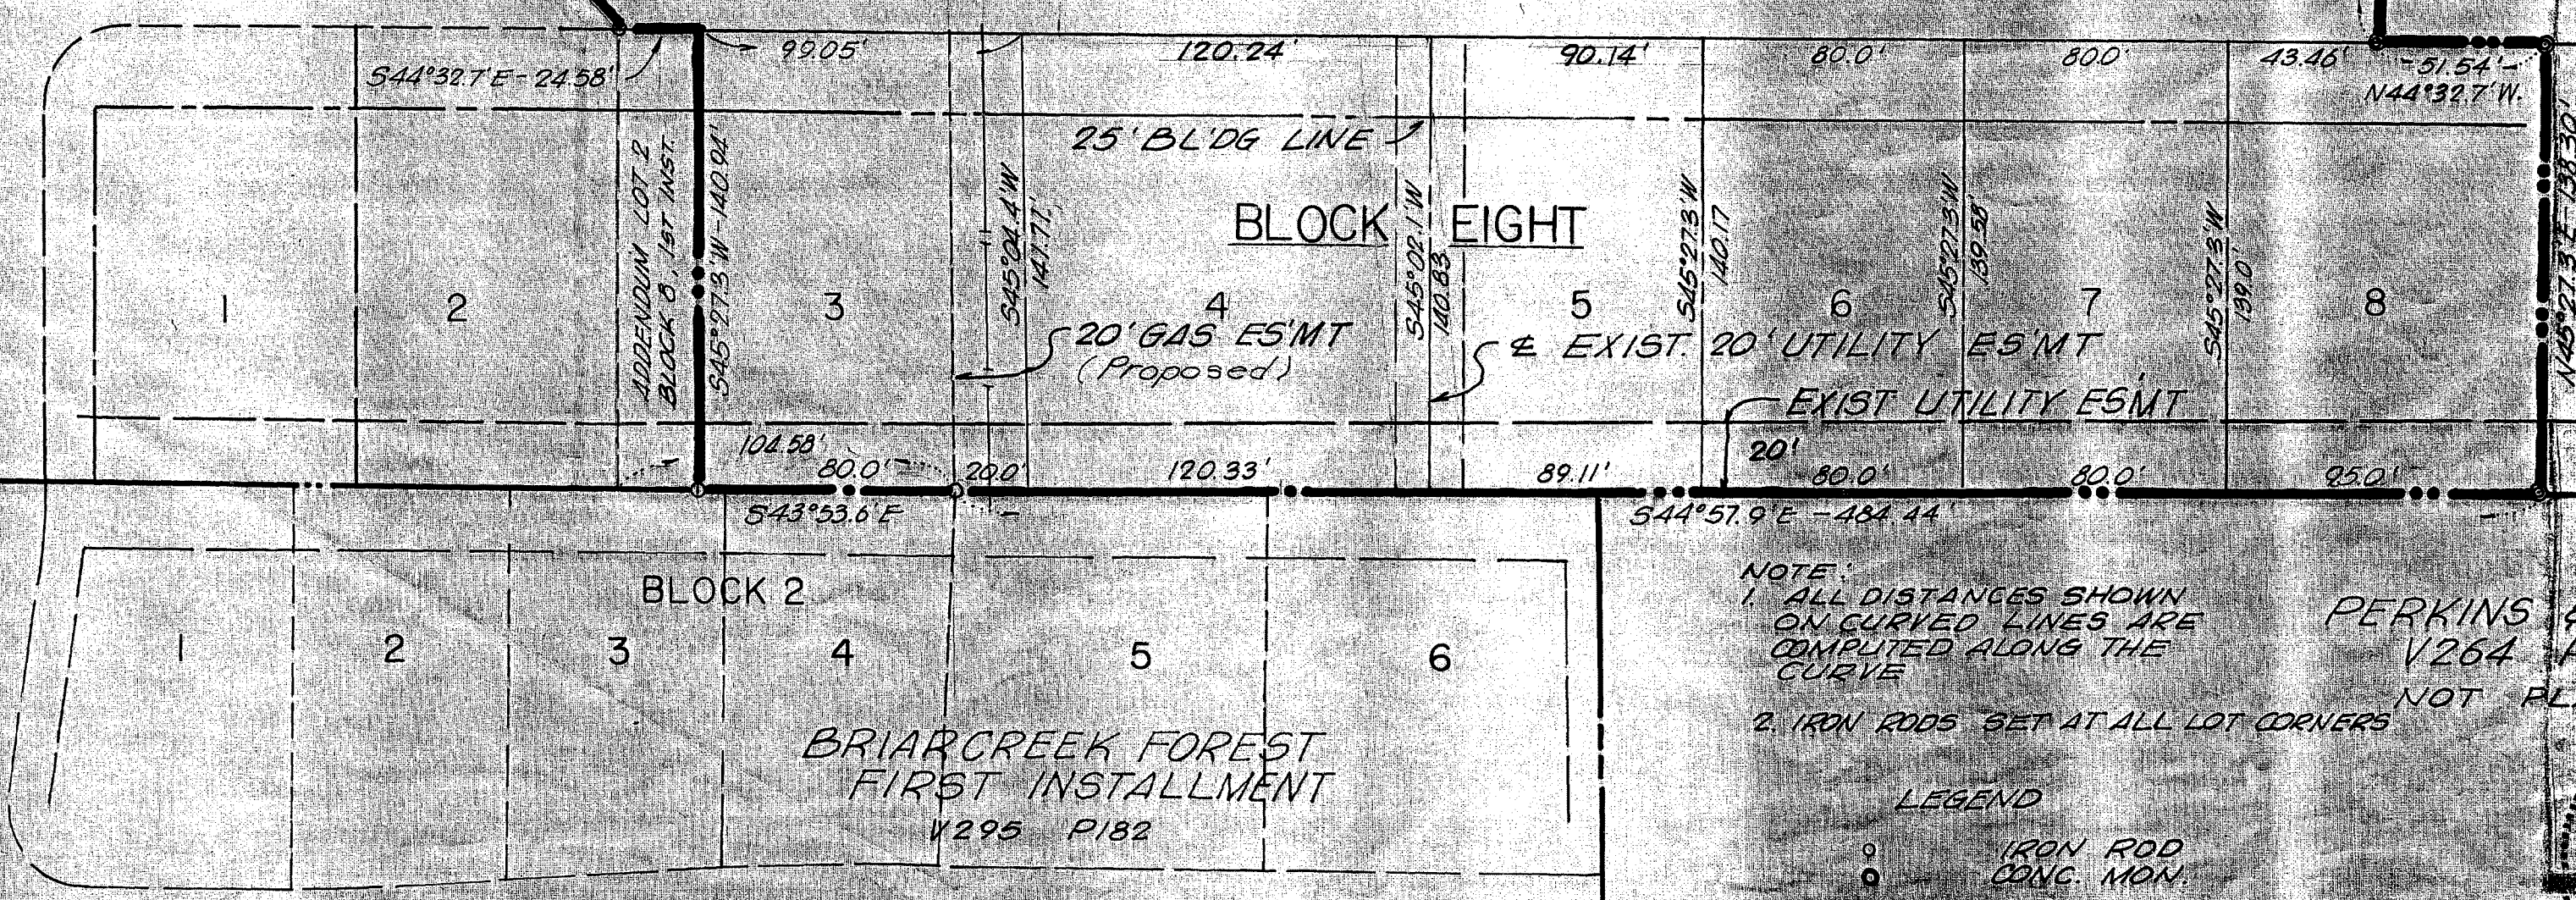 99.05'
120.24'
90.14'
80.0'
80.0'
43.46'
51.54'
N44°32.7'W.
S44°32.7'E - 24.58'
25' BL'DG LINE
ADDENDUM LOT 2
BLOCK 8, 1ST INST.
S45°27.3'W - 140.94'
S45°04.4'W
141.77'
S45°02.1'W
140.83
S45°27.3'W
140.17
S45°27.3'W
139.58'
S45°27.3'W
139.0'
N45°27.3'E - 138.30'
BLOCK EIGHT
1
2
3
4
5
6
7
8
20' GAS ES'MT
(Proposed)
℄ EXIST. 20' UTILITY ES'MT
EXIST UTILITY ES'MT
20'
104.58'
80.0'
20.0'
120.33'
89.11'
80.0'
80.0'
95.0'
S43°53.6'E
S44°57.9'E - 484.44'
BLOCK 2
1
2
3
4
5
6
BRIARCREEK FOREST
FIRST INSTALLMENT
V295 P182
NOTE:
1. ALL DISTANCES SHOWN
ON CURVED LINES ARE
COMPUTED ALONG THE
CURVE
2. IRON RODS SET AT ALL LOT CORNERS
PERKINS
V264
NOT
LEGEND
IRON ROD
CONC. MON.